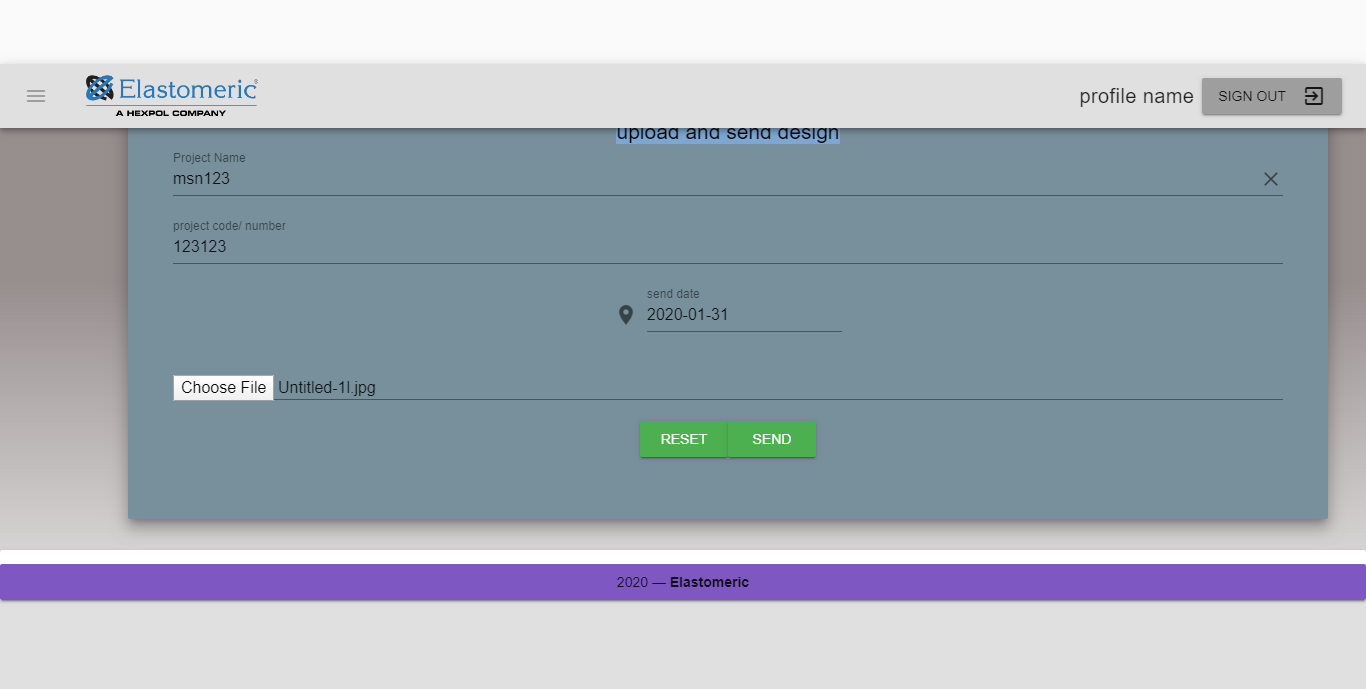 Elastomeric®
A HEXPOL COMPANY
profile name
SIGN OUT
upload and send design
Project Name
msn123
project code/ number
123123
send date
2020-01-31
Choose File Untitled-1l.jpg
RESET SEND
2020 — Elastomeric